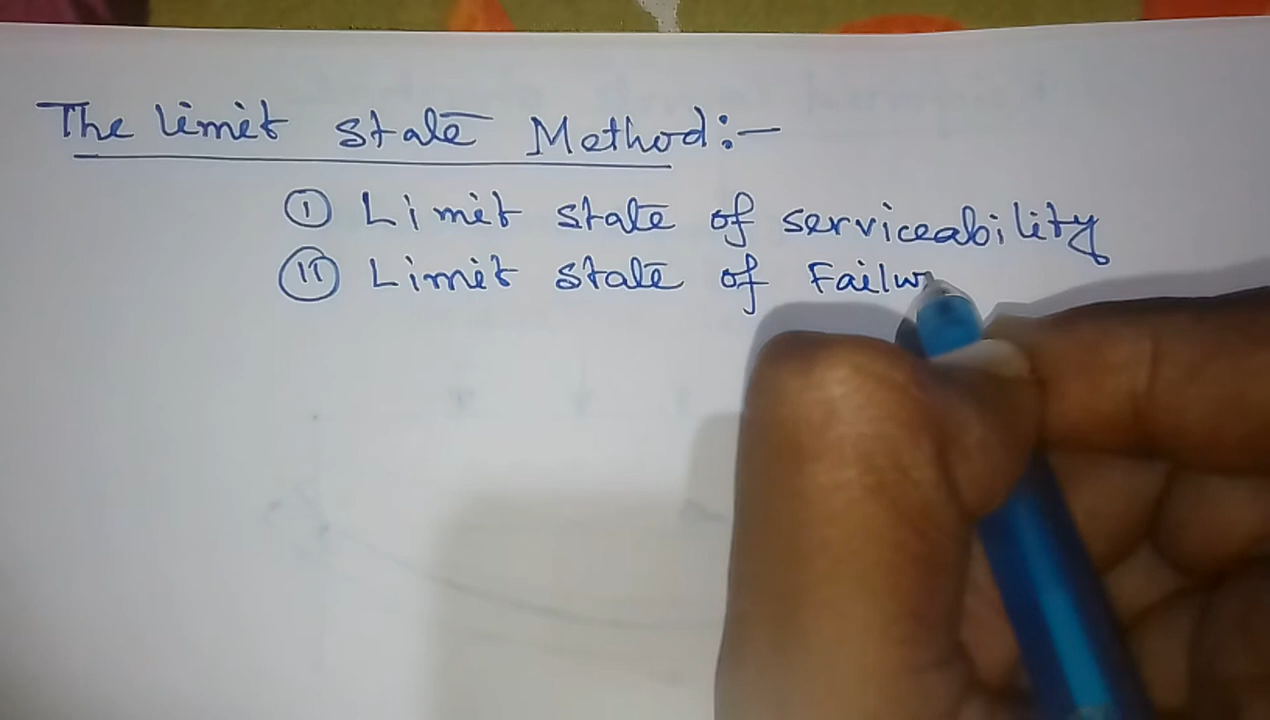 The Limit State Method:-
(i) Limit state of serviceability
(ii) Limit state of Failu